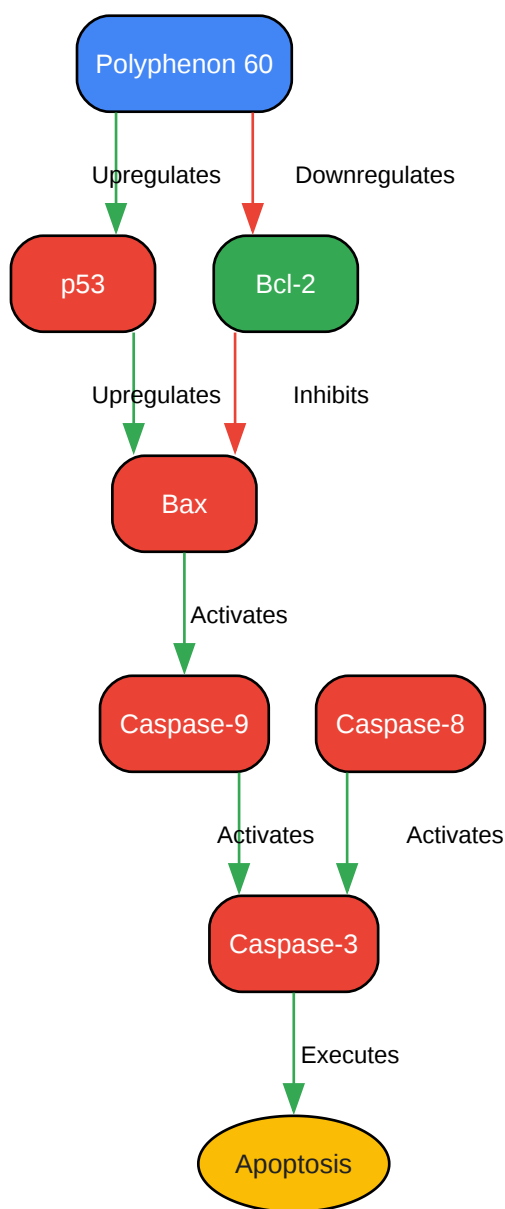 Polyphenon 60
Upregulates
Downregulates
p53
Bcl-2
Upregulates
Inhibits
Bax
Activates
Caspase-9
Caspase-8
Activates
Activates
Caspase-3
Executes
Apoptosis